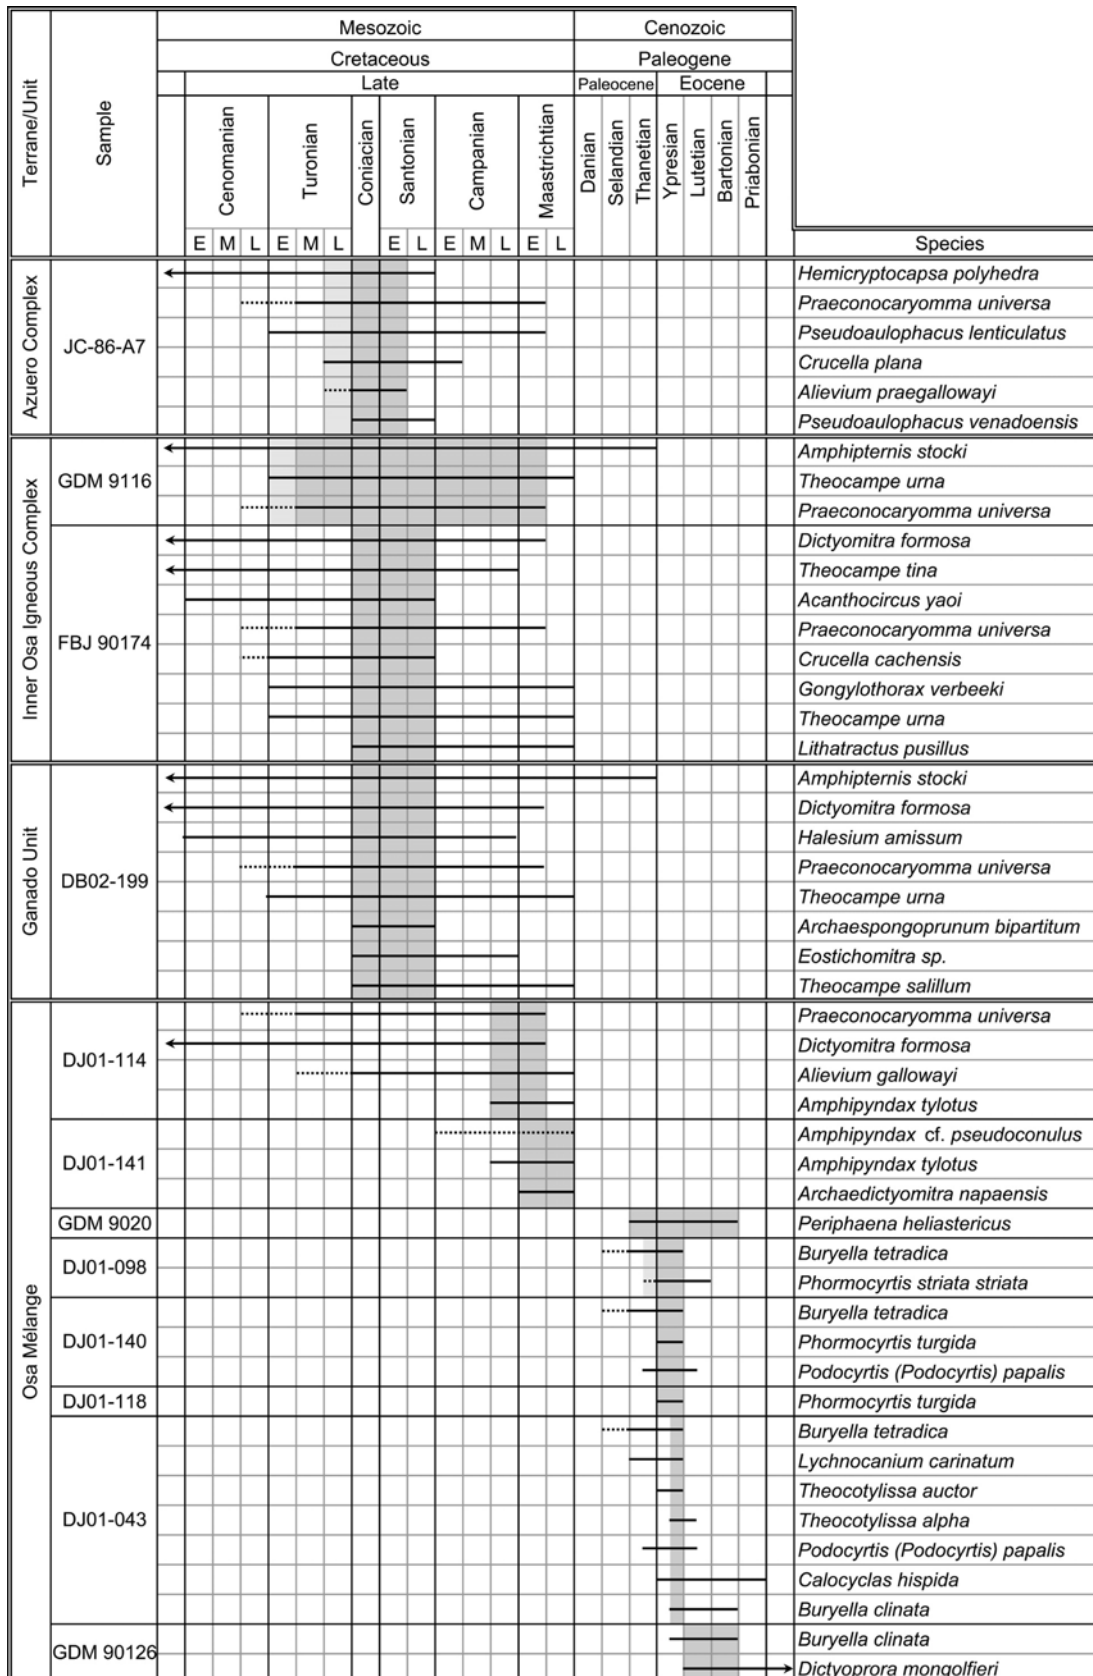 Mesozoic Cenozoic
Cretaceous Paleogene
Late Paleocene Eocene
Terrane/Unit Sample Cenomanian Turonian Coniacian Santonian Campanian Maastrichtian Danian Selandian Thanetian Ypresian Lutetian Bartonian Priabonian
E M L E M L E L E M L E L Species
Azuero Complex
JC-86-A7
Hemicryptocapsa polyhedra
Praeconocaryomma universa
Pseudoaulophacus lenticulatus
Crucella plana
Alievium praegallowayi
Pseudoaulophacus venadoensis
Inner Osa Igneous Complex
GDM 9116
Amphipternis stocki
Theocampe urna
Praeconocaryomma universa
FBJ 90174
Dictyomitra formosa
Theocampe tina
Acanthocircus yaoi
Praeconocaryomma universa
Crucella cachensis
Gongylothorax verbeeki
Theocampe urna
Lithatractus pusillus
Ganado Unit
DB02-199
Amphipternis stocki
Dictyomitra formosa
Halesium amissum
Praeconocaryomma universa
Theocampe urna
Archaespongoprunum bipartitum
Eostichomitra sp.
Theocampe salillum
Osa Mélange
DJ01-114
Praeconocaryomma universa
Dictyomitra formosa
Alievium gallowayi
Amphipyndax tylotus
DJ01-141
Amphipyndax cf. pseudoconulus
Amphipyndax tylotus
Archaedictyomitra napaensis
GDM 9020
Periphaena heliastericus
DJ01-098
Buryella tetradica
Phormocyrtis striata striata
DJ01-140
Buryella tetradica
Phormocyrtis turgida
Podocyrtis (Podocyrtis) papalis
DJ01-118
Phormocyrtis turgida
DJ01-043
Buryella tetradica
Lychnocanium carinatum
Theocotylissa auctor
Theocotylissa alpha
Podocyrtis (Podocyrtis) papalis
Calocyclas hispida
Buryella clinata
GDM 90126
Buryella clinata
Dictyoprora mongolfieri